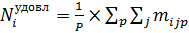 N_i^удовл = 1/P × ∑_p ∑_j m_ijp